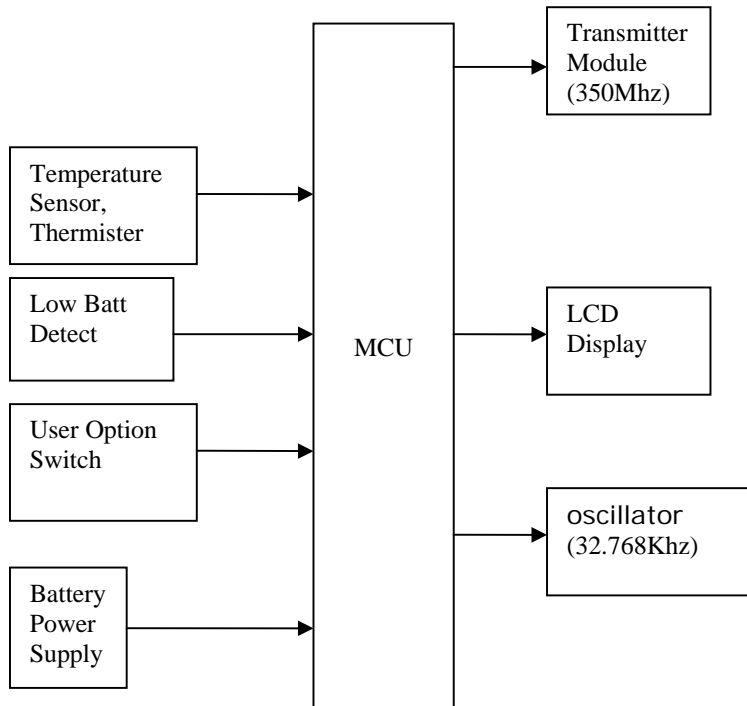 Transmitter
Module
(350Mhz)
Temperature
Sensor,
Thermister
Low Batt
Detect
MCU
LCD
Display
User Option
Switch
oscillator
(32.768Khz)
Battery
Power
Supply